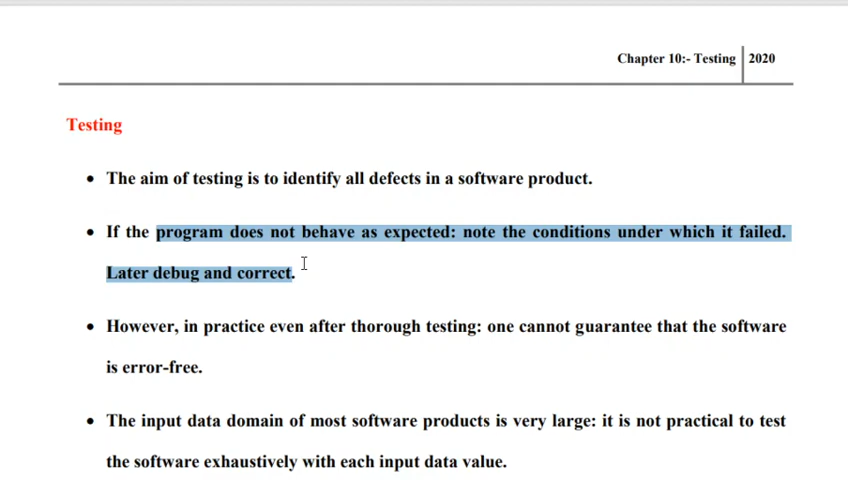 Chapter 10:- Testing 2020
Testing
• The aim of testing is to identify all defects in a software product.
• If the program does not behave as expected: note the conditions under which it failed.
Later debug and correct.
• However, in practice even after thorough testing: one cannot guarantee that the software
is error-free.
• The input data domain of most software products is very large: it is not practical to test
the software exhaustively with each input data value.